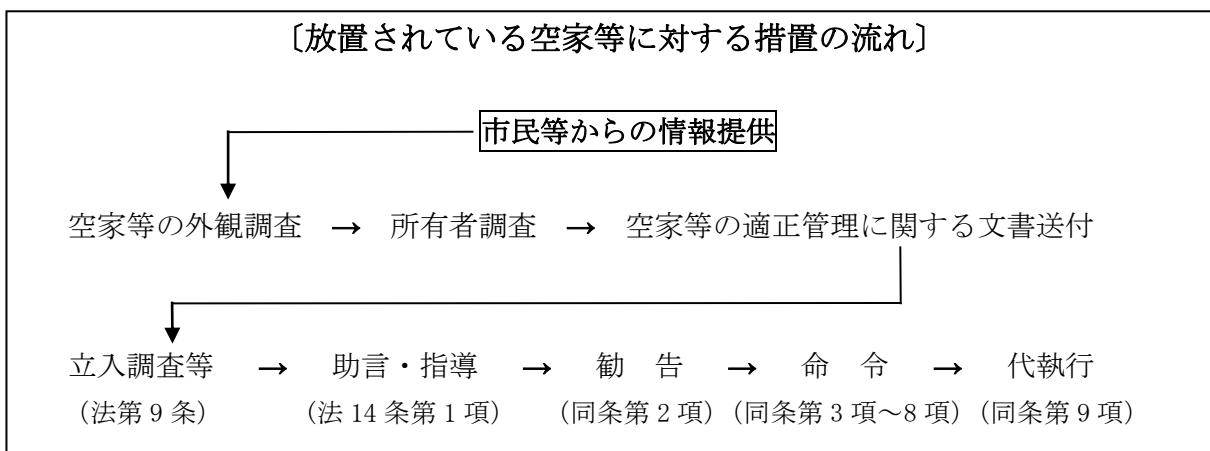 〔放置されている空家等に対する措置の流れ〕
市民等からの情報提供
空家等の外観調査 → 所有者調査 → 空家等の適正管理に関する文書送付
立入調査等 → 助言・指導 → 勧 告 → 命 令 → 代執行
（法第9条） （法14条第1項） （同条第2項）（同条第3項～8項）（同条第9項）